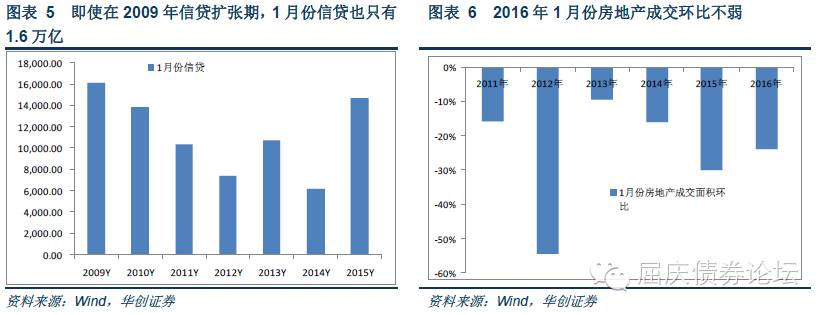 图表 5 即使在 2009 年信贷扩张期，1 月份信贷也只有
1.6 万亿
18,000.00
16,000.00
14,000.00
12,000.00
10,000.00
8,000.00
6,000.00
4,000.00
2,000.00
0.00
1月份信贷
2009Y 2010Y 2011Y 2012Y 2013Y 2014Y 2015Y
资料来源：Wind，华创证券
图表 6 2016 年 1 月份房地产成交环比不弱
0%
-10%
-20%
-30%
-40%
-50%
-60%
2011年 2012年 2013年 2014年 2015年 2016年
1月份房地产成交面积环
比
屈庆债券论坛
资料来源：Wind，华创证券